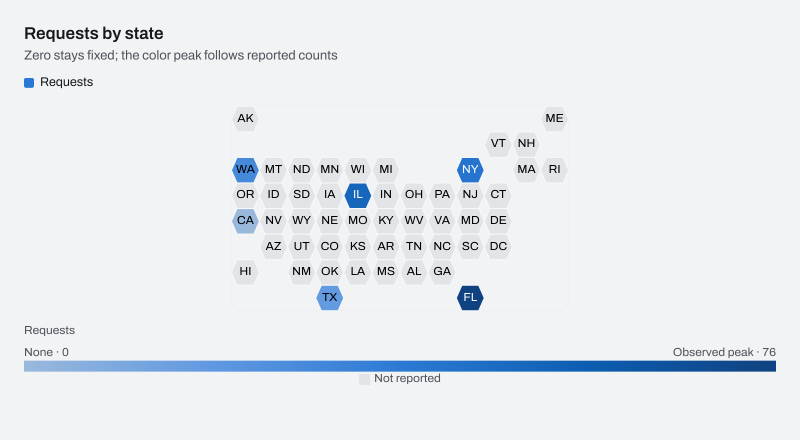 Requests by state
Zero stays fixed; the color peak follows reported counts
Requests
AK ME
VT NH
WA MT ND MN WI MI NY MA RI
OR ID SD IA IL IN OH PA NJ CT
CA NV WY NE MO KY WV VA MD DE
AZ UT CO KS AR TN NC SC DC
HI NM OK LA MS AL GA
TX FL
Requests
None · 0 Observed peak · 76
Not reported